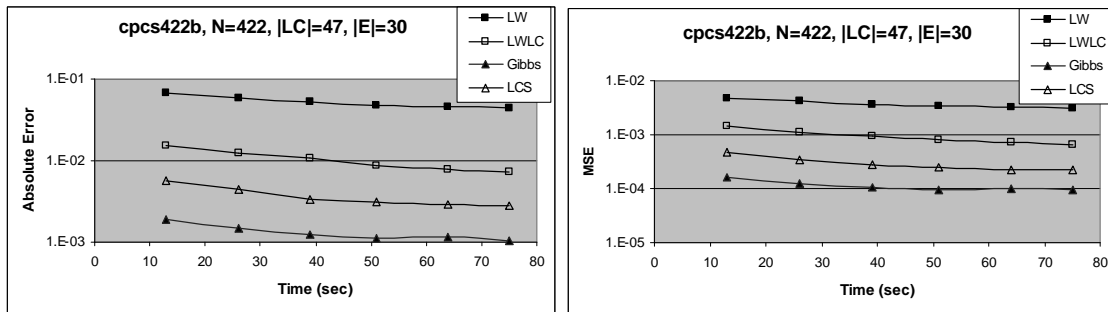 cpcs422b, N=422, |LC|=47, |E|=30
LW
LWLC
Gibbs
LCS
1.E-01
1.E-02
1.E-03
Absolute Error
0 10 20 30 40 50 60 70 80
Time (sec)
cpcs422b, N=422, |LC|=47, |E|=30
LW
LWLC
Gibbs
LCS
1.E-02
1.E-03
1.E-04
1.E-05
MSE
0 10 20 30 40 50 60 70 80
Time (sec)